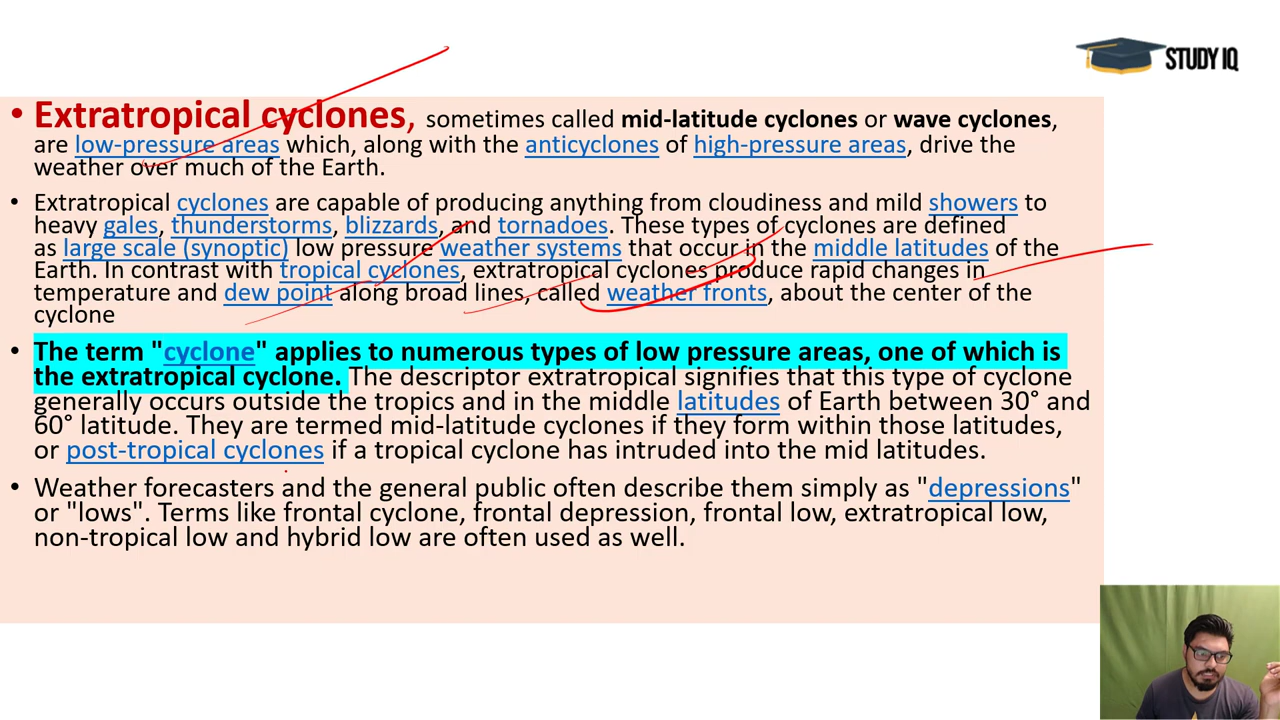 STUDY IQ
• Extratropical cyclones, sometimes called mid-latitude cyclones or wave cyclones,
are low-pressure areas which, along with the anticyclones of high-pressure areas, drive the
weather over much of the Earth.
• Extratropical cyclones are capable of producing anything from cloudiness and mild showers to
heavy gales, thunderstorms, blizzards, and tornadoes. These types of cyclones are defined
as large scale (synoptic) low pressure weather systems that occur in the middle latitudes of the
Earth. In contrast with tropical cyclones, extratropical cyclones produce rapid changes in
temperature and dew point along broad lines, called weather fronts, about the center of the
cyclone
• The term "cyclone" applies to numerous types of low pressure areas, one of which is
the extratropical cyclone. The descriptor extratropical signifies that this type of cyclone
generally occurs outside the tropics and in the middle latitudes of Earth between 30° and
60° latitude. They are termed mid-latitude cyclones if they form within those latitudes,
or post-tropical cyclones if a tropical cyclone has intruded into the mid latitudes.
• Weather forecasters and the general public often describe them simply as "depressions"
or "lows". Terms like frontal cyclone, frontal depression, frontal low, extratropical low,
non-tropical low and hybrid low are often used as well.